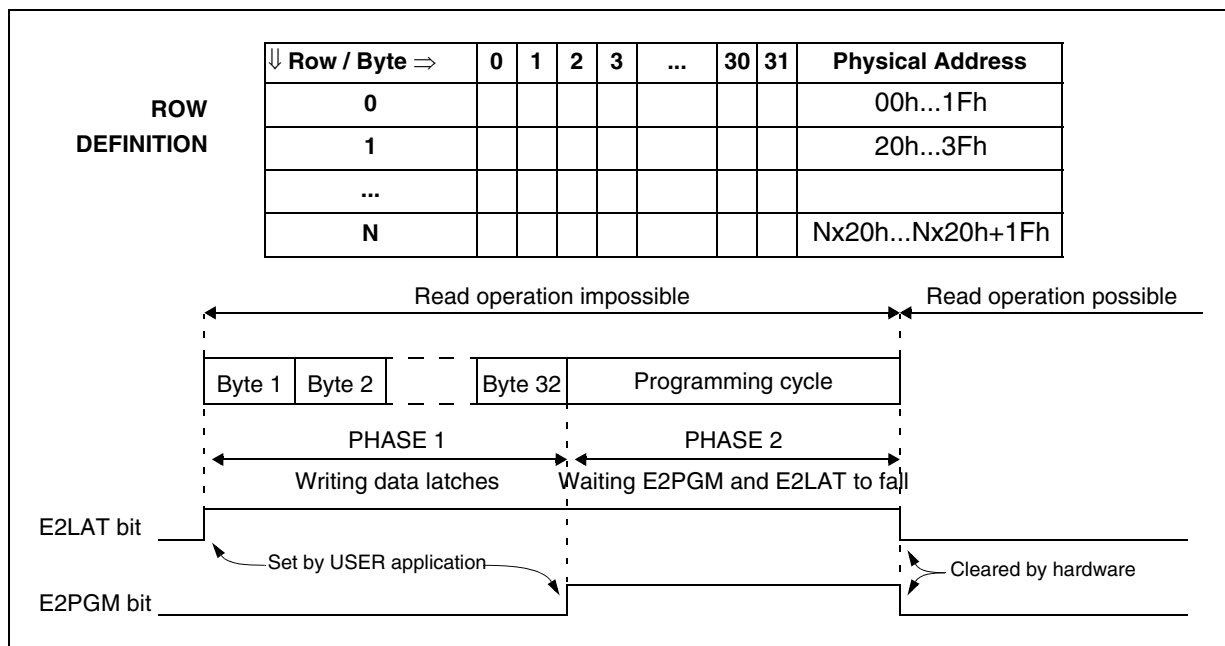 ⇓ Row / Byte ⇒ 0 1 2 3 ... 30 31 Physical Address
ROW
DEFINITION
0 00h...1Fh
1 20h...3Fh
...
N Nx20h...Nx20h+1Fh
Read operation impossible Read operation possible
Byte 1 Byte 2 Byte 32 Programming cycle
PHASE 1 PHASE 2
Writing data latches Waiting E2PGM and E2LAT to fall
E2LAT bit
Set by USER application Cleared by hardware
E2PGM bit